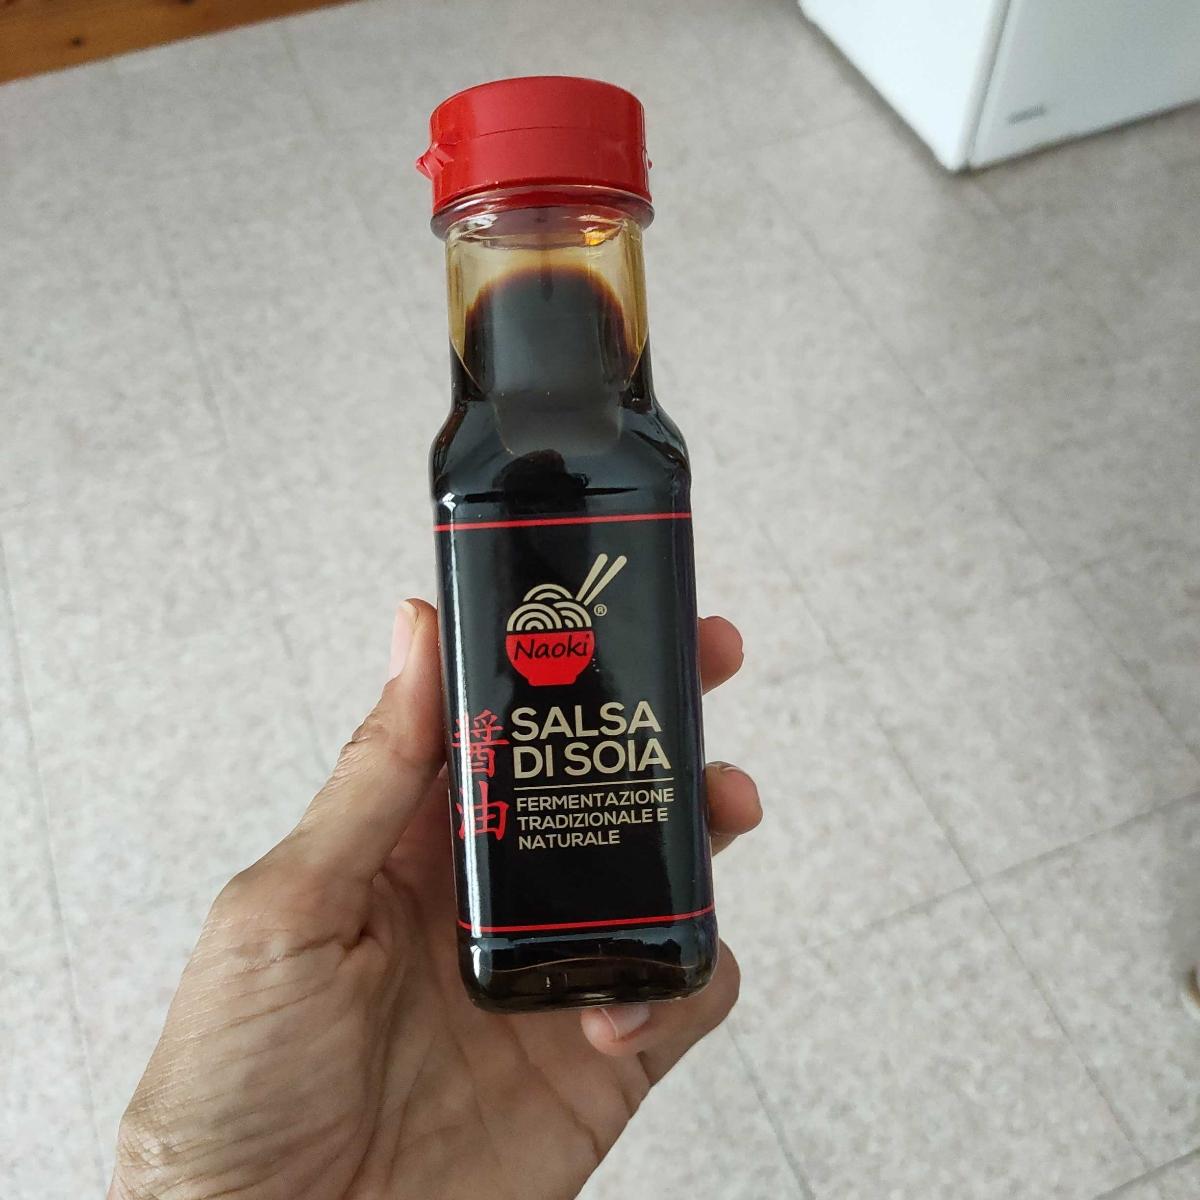 Naoki
®
醤油
SALSA
DI SOIA
FERMENTAZIONE
TRADIZIONALE E
NATURALE